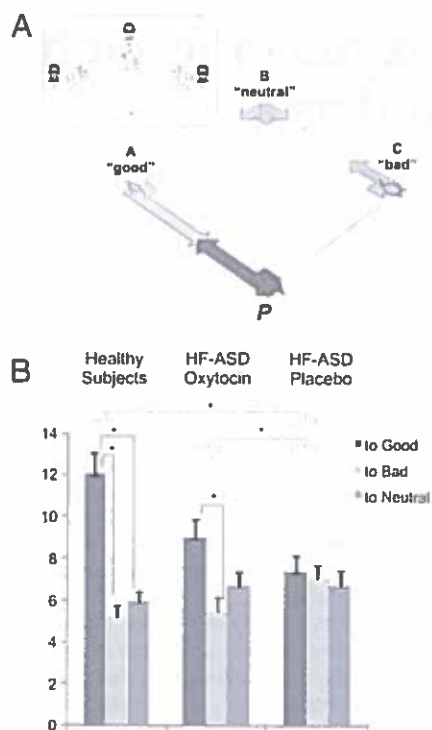 A
B
"neutral"
A
"good"
C
"bad"
P
B
Healthy Subjects
HF-ASD Oxytocin
HF-ASD Placebo
14
12
10
8
6
4
2
0
to Good
to Bad
to Neutral